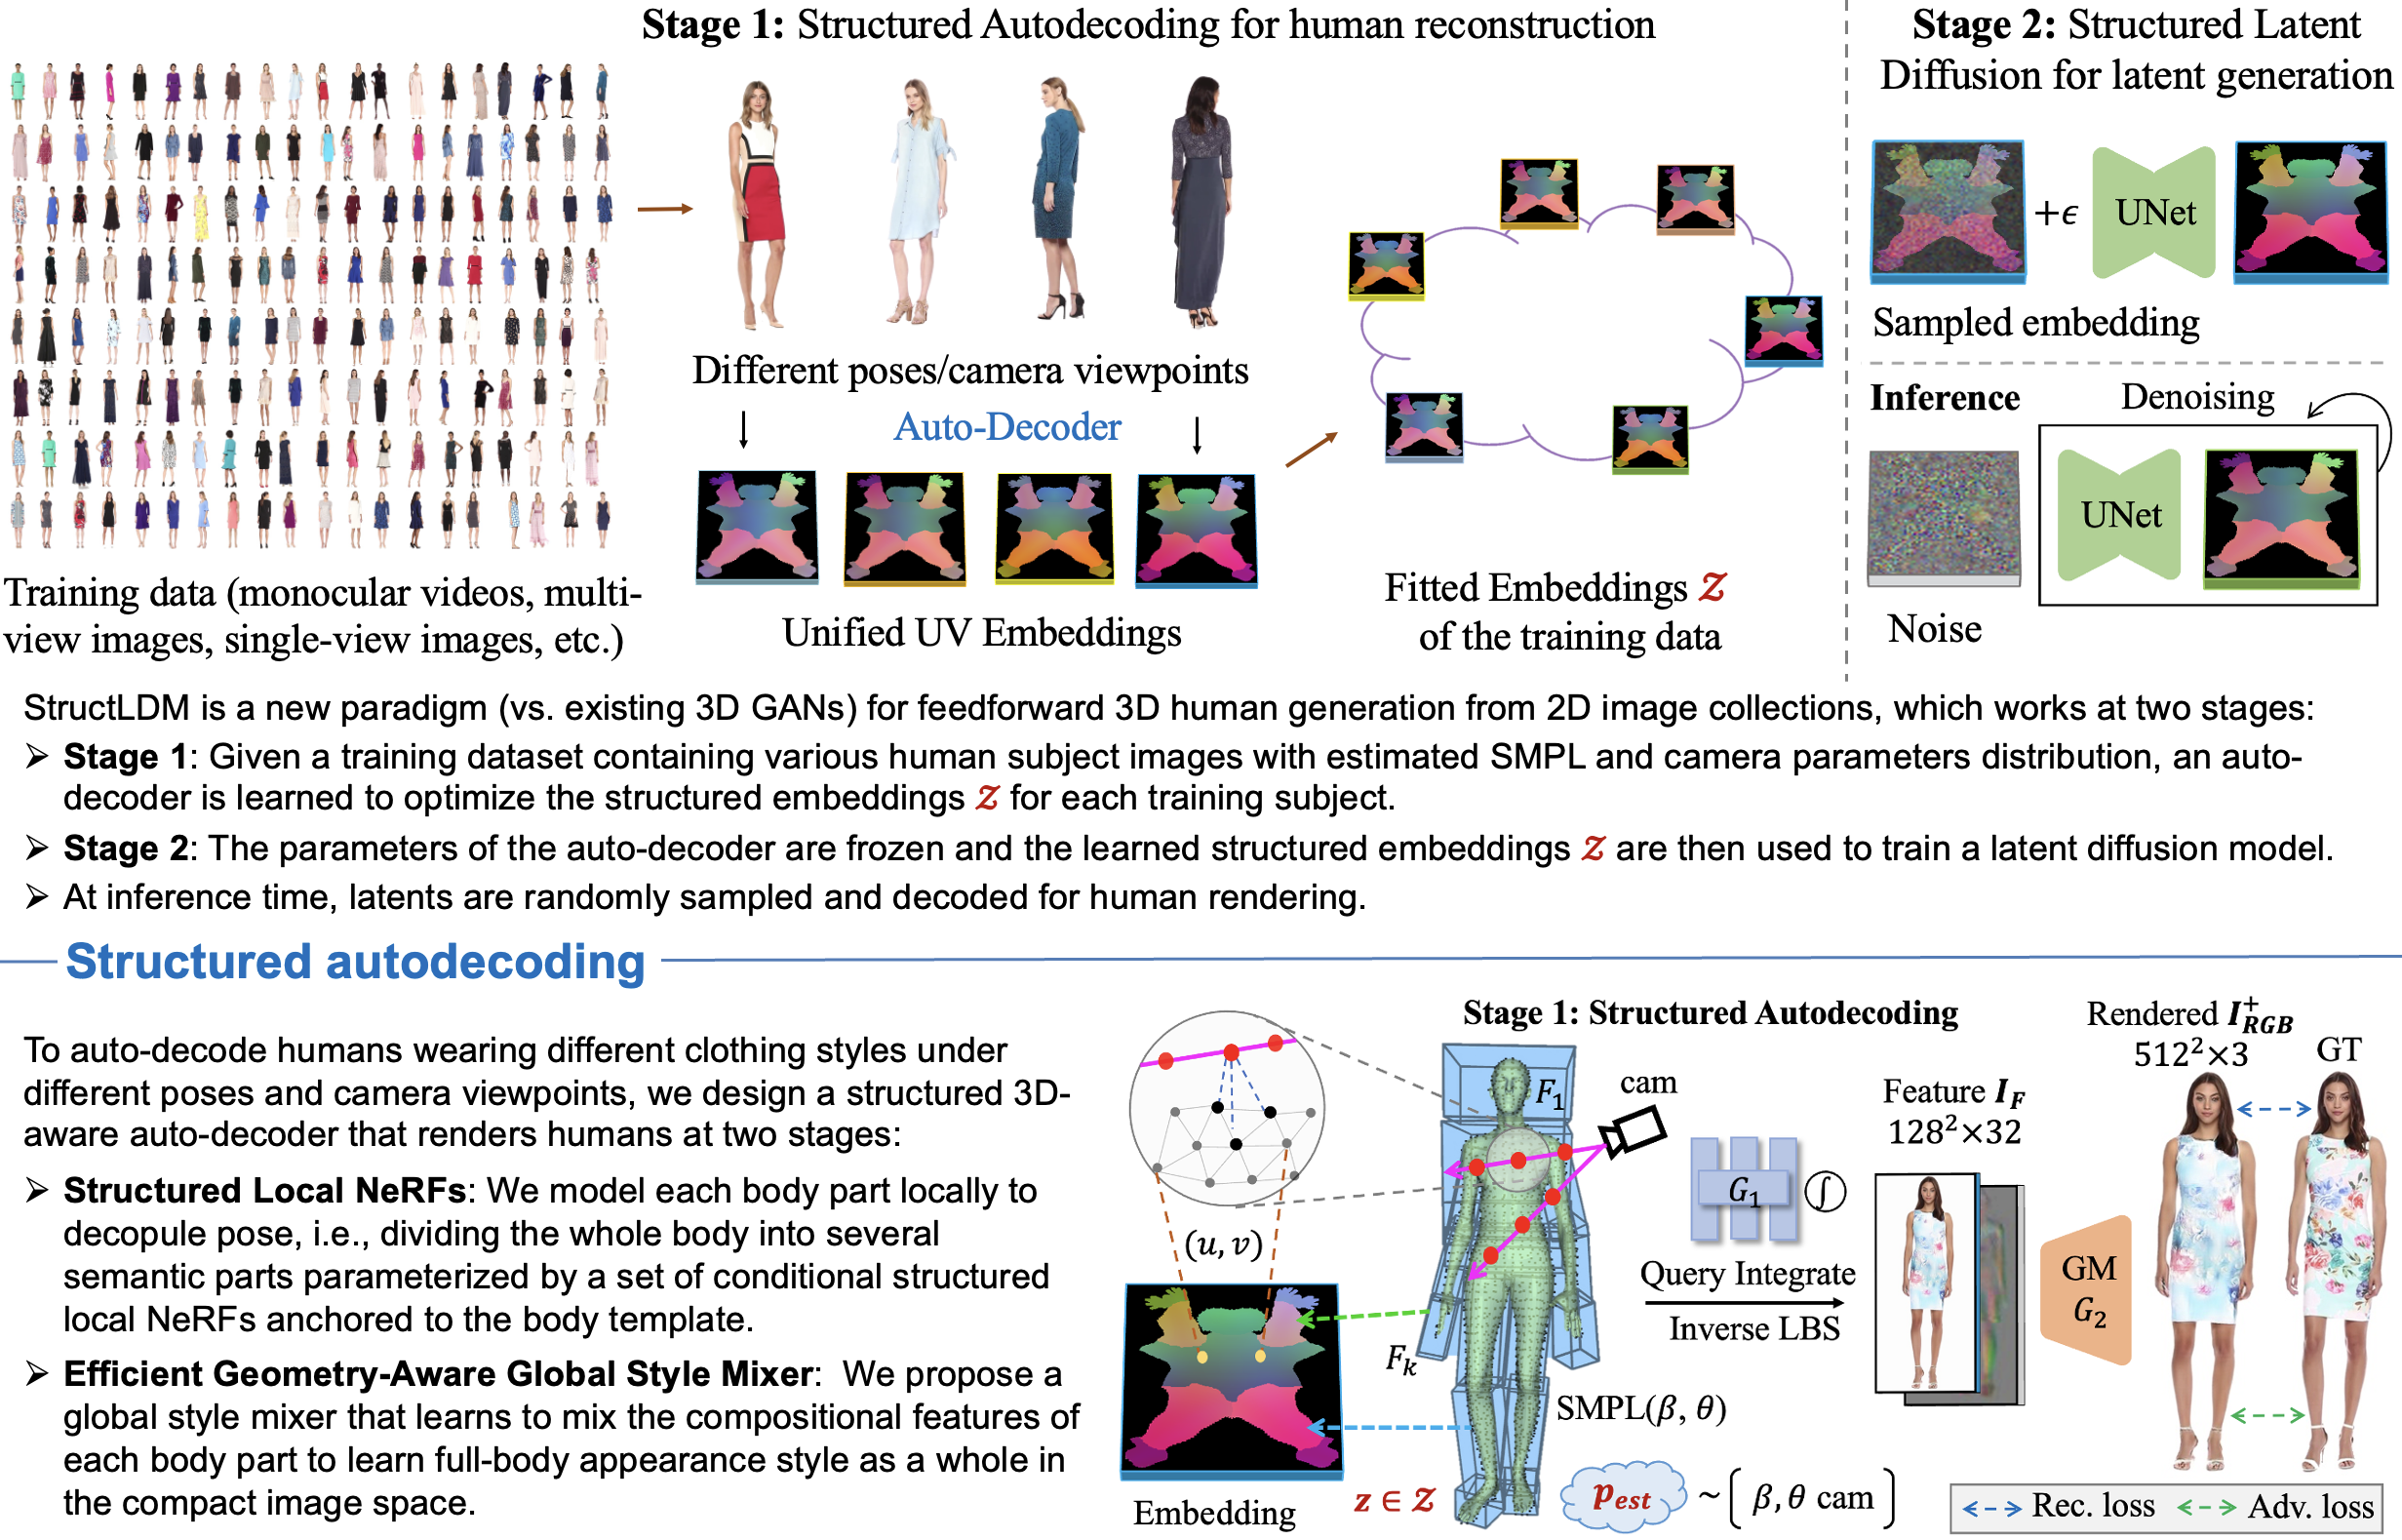 Stage 1: Structured Autodecoding for human reconstruction
Different poses/camera viewpoints
Auto-Decoder
Training data (monocular videos, multi-
view images, single-view images, etc.)
Unified UV Embeddings
Fitted Embeddings 𝒵
of the training data
Stage 2: Structured Latent
Diffusion for latent generation
+ϵ
UNet
Sampled embedding
Inference
Denoising
UNet
Noise
StructLDM is a new paradigm (vs. existing 3D GANs) for feedforward 3D human generation from 2D image collections, which works at two stages:
➢ Stage 1: Given a training dataset containing various human subject images with estimated SMPL and camera parameters distribution, an auto-
decoder is learned to optimize the structured embeddings 𝒵 for each training subject.
➢ Stage 2: The parameters of the auto-decoder are frozen and the learned structured embeddings 𝒵 are then used to train a latent diffusion model.
➢ At inference time, latents are randomly sampled and decoded for human rendering.
Structured autodecoding
To auto-decode humans wearing different clothing styles under
different poses and camera viewpoints, we design a structured 3D-
aware auto-decoder that renders humans at two stages:
➢ Structured Local NeRFs: We model each body part locally to
decopule pose, i.e., dividing the whole body into several
semantic parts parameterized by a set of conditional structured
local NeRFs anchored to the body template.
➢ Efficient Geometry-Aware Global Style Mixer: We propose a
global style mixer that learns to mix the compositional features of
each body part to learn full-body appearance style as a whole in
the compact image space.
Stage 1: Structured Autodecoding
(u, v)
Embedding
z ∈ 𝒵
F₁
Fₖ
cam
SMPL(β, θ)
p_est ~ [ β, θ cam ]
G₁ ∫
Query Integrate
Inverse LBS
Feature I_F
128²×32
GM
G₂
Rendered I⁺_RGB
512²×3
GT
Rec. loss
Adv. loss